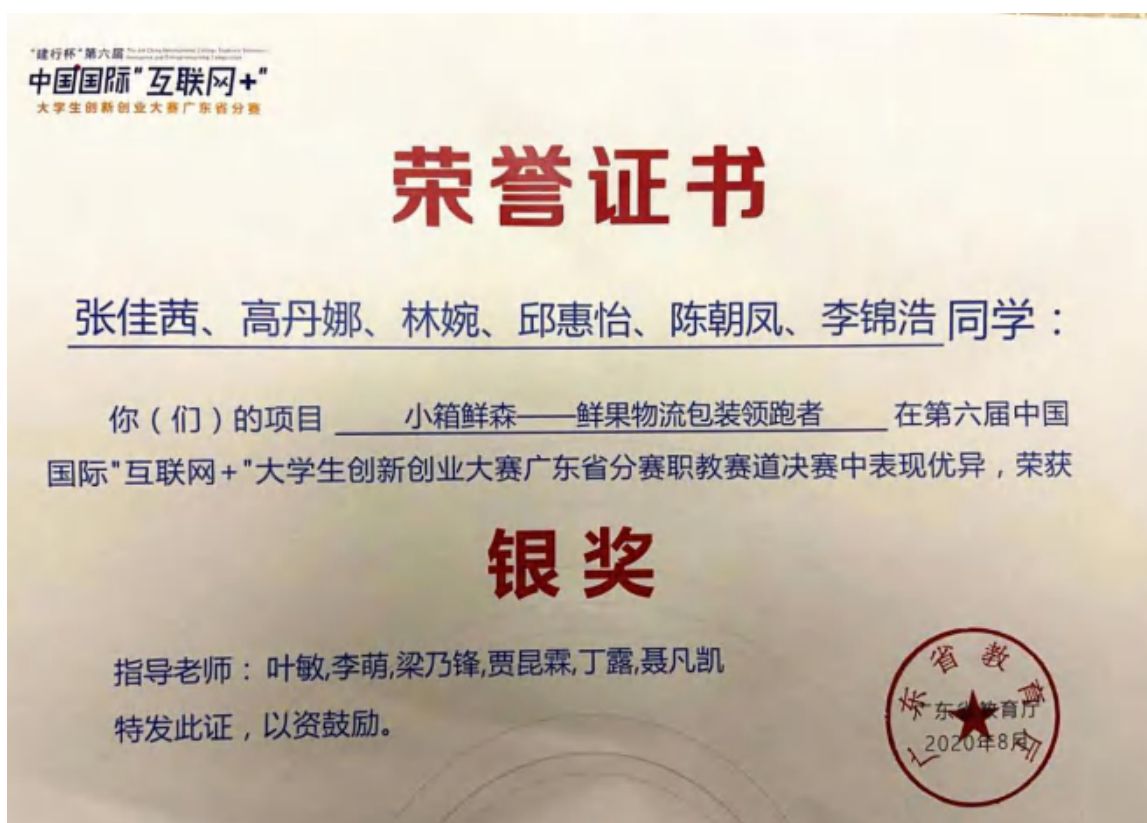 "建行杯"第六届
中国国际"互联网+"
大学生创新创业大赛广东省分赛
荣誉证书
张佳茜、高丹娜、林婉、邱惠怡、陈朝凤、李锦浩同学：
你（们）的项目 小箱鲜森——鲜果物流包装领跑者 在第六届中国
国际"互联网+"大学生创新创业大赛广东省分赛职教赛道决赛中表现优异，荣获
银奖
指导老师：叶敏,李萌,梁乃锋,贾昆霖,丁露,聂凡凯
特发此证，以资鼓励。
广东省教育厅
东省教育厅
2020年8月